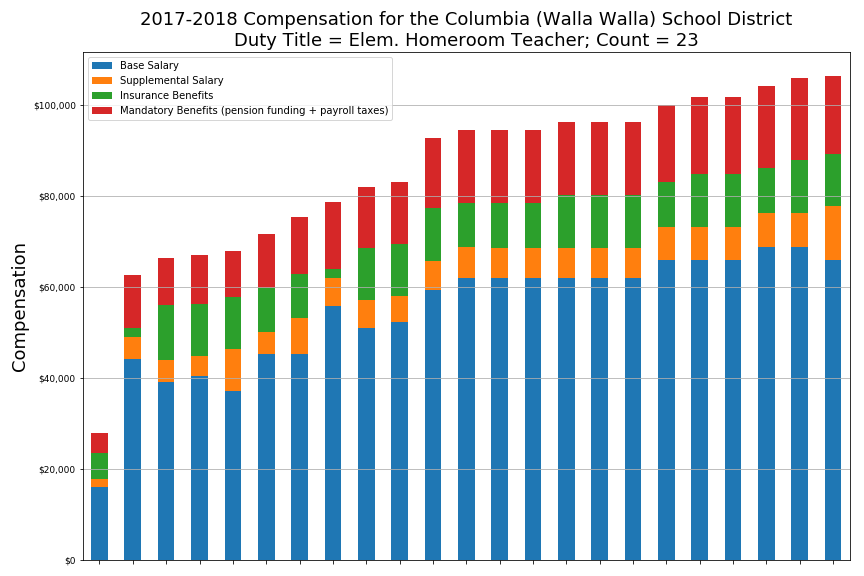 2017-2018 Compensation for the Columbia (Walla Walla) School District
Duty Title = Elem. Homeroom Teacher; Count = 23
Base Salary
Supplemental Salary
Insurance Benefits
Mandatory Benefits (pension funding + payroll taxes)
$100,000
$80,000
$60,000
$40,000
$20,000
$0
Compensation